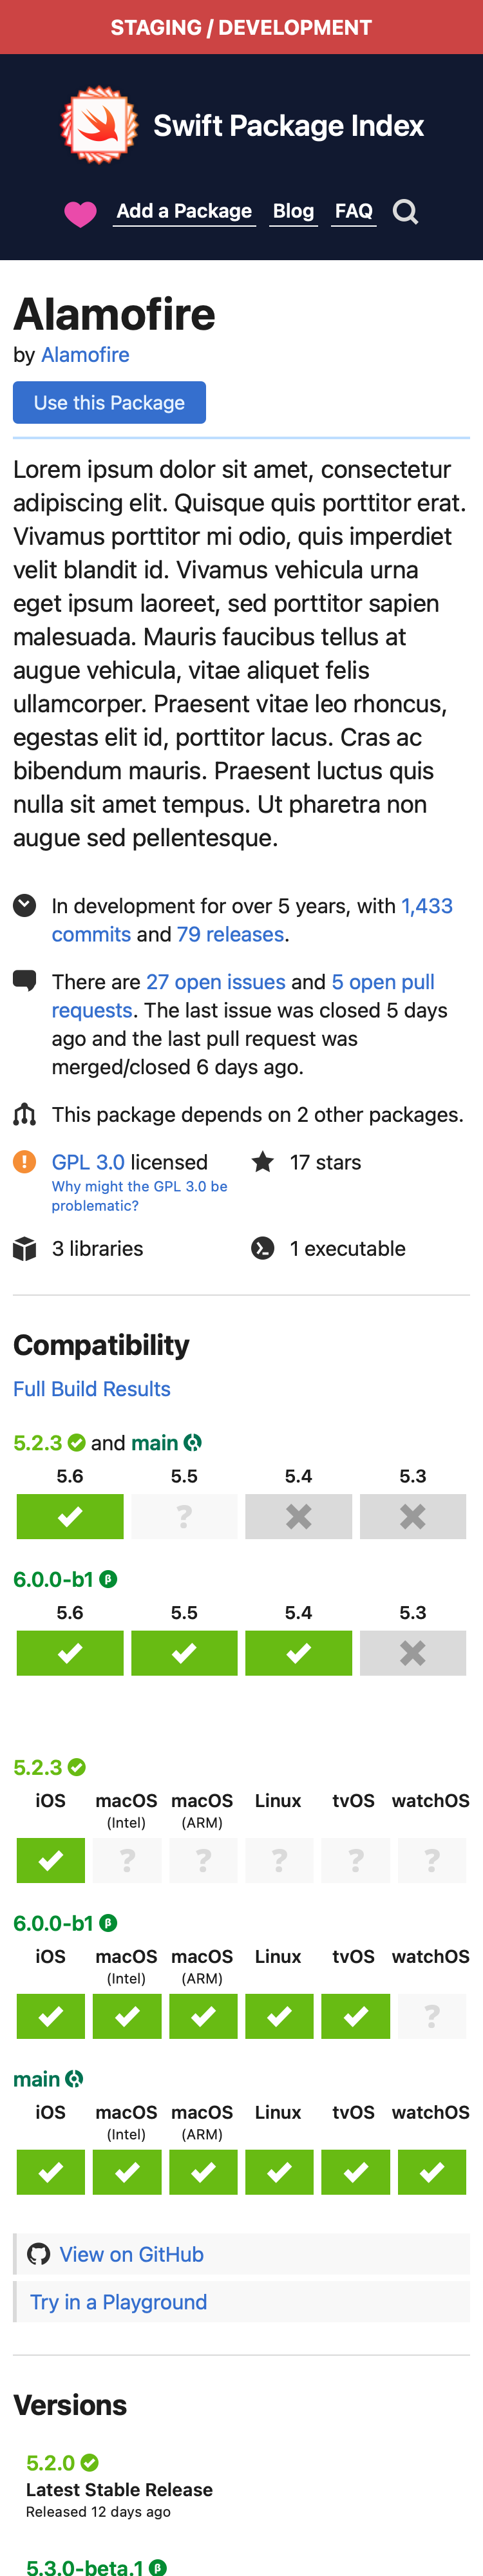 STAGING / DEVELOPMENT
Swift Package Index
Add a Package Blog FAQ
Alamofire
by Alamofire
Use this Package
Lorem ipsum dolor sit amet, consectetur
adipiscing elit. Quisque quis porttitor erat.
Vivamus porttitor mi odio, quis imperdiet
velit blandit id. Vivamus vehicula urna
eget ipsum laoreet, sed porttitor sapien
malesuada. Mauris faucibus tellus at
augue vehicula, vitae aliquet felis
ullamcorper. Praesent vitae leo rhoncus,
egestas elit id, porttitor lacus. Cras ac
bibendum mauris. Praesent luctus quis
nulla sit amet tempus. Ut pharetra non
augue sed pellentesque.
In development for over 5 years, with 1,433
commits and 79 releases.
There are 27 open issues and 5 open pull
requests. The last issue was closed 5 days
ago and the last pull request was
merged/closed 6 days ago.
This package depends on 2 other packages.
GPL 3.0 licensed 17 stars
Why might the GPL 3.0 be
problematic?
3 libraries 1 executable
Compatibility
Full Build Results
5.2.3 and main
5.6 5.5 5.4 5.3
?
6.0.0-b1 β
5.6 5.5 5.4 5.3
5.2.3
iOS macOS macOS Linux tvOS watchOS
(Intel) (ARM)
? ? ? ? ?
6.0.0-b1 β
iOS macOS macOS Linux tvOS watchOS
(Intel) (ARM)
?
main
iOS macOS macOS Linux tvOS watchOS
(Intel) (ARM)
View on GitHub
Try in a Playground
Versions
5.2.0
Latest Stable Release
Released 12 days ago
5.3.0-beta.1 β